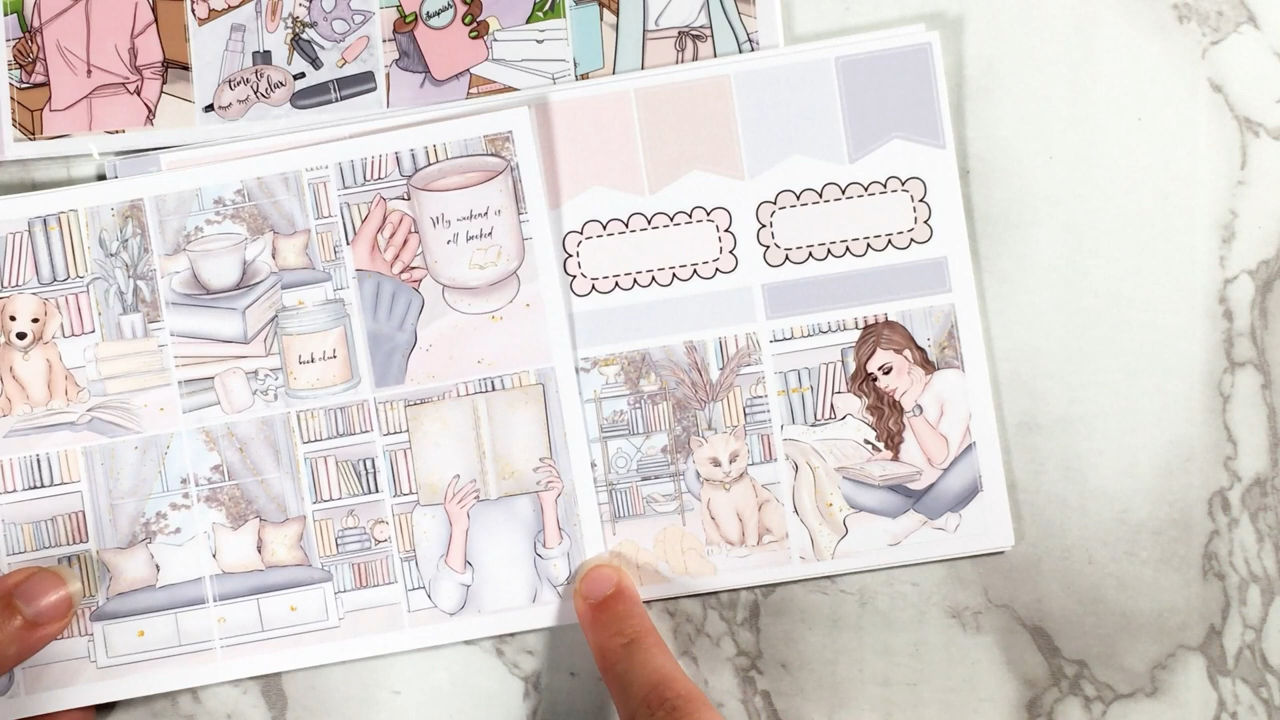 time to
Relax
My weekend is
all booked
book club